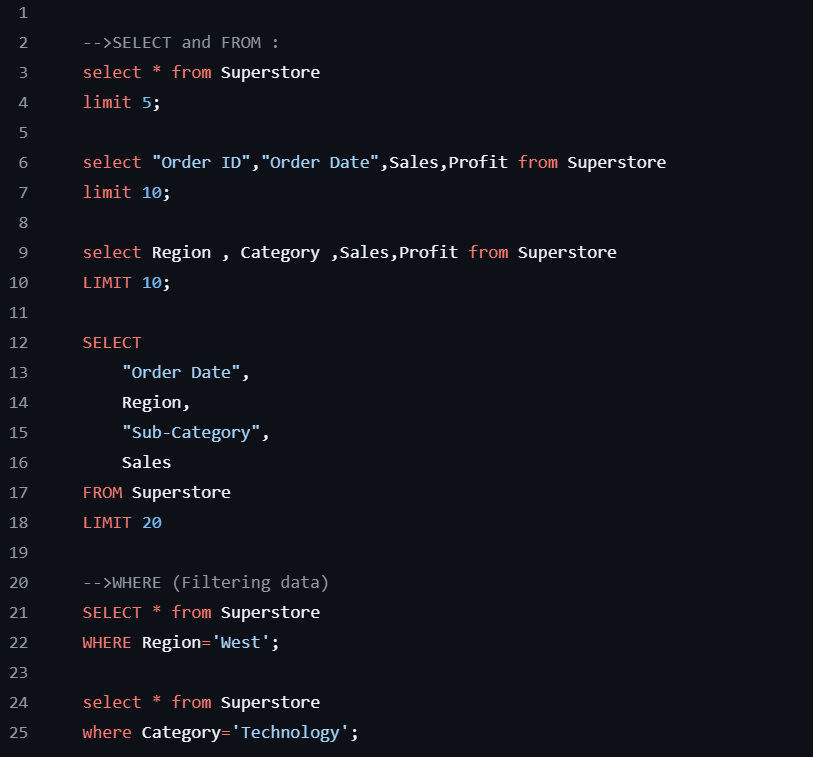 1
2 -->SELECT and FROM :
3 select * from Superstore
4 limit 5;
5
6 select "Order ID","Order Date",Sales,Profit from Superstore
7 limit 10;
8
9 select Region , Category ,Sales,Profit from Superstore
10 LIMIT 10;
11
12 SELECT
13     "Order Date",
14     Region,
15     "Sub-Category",
16     Sales
17 FROM Superstore
18 LIMIT 20
19
20 -->WHERE (Filtering data)
21 SELECT * from Superstore
22 WHERE Region='West';
23
24 select * from Superstore
25 where Category='Technology';